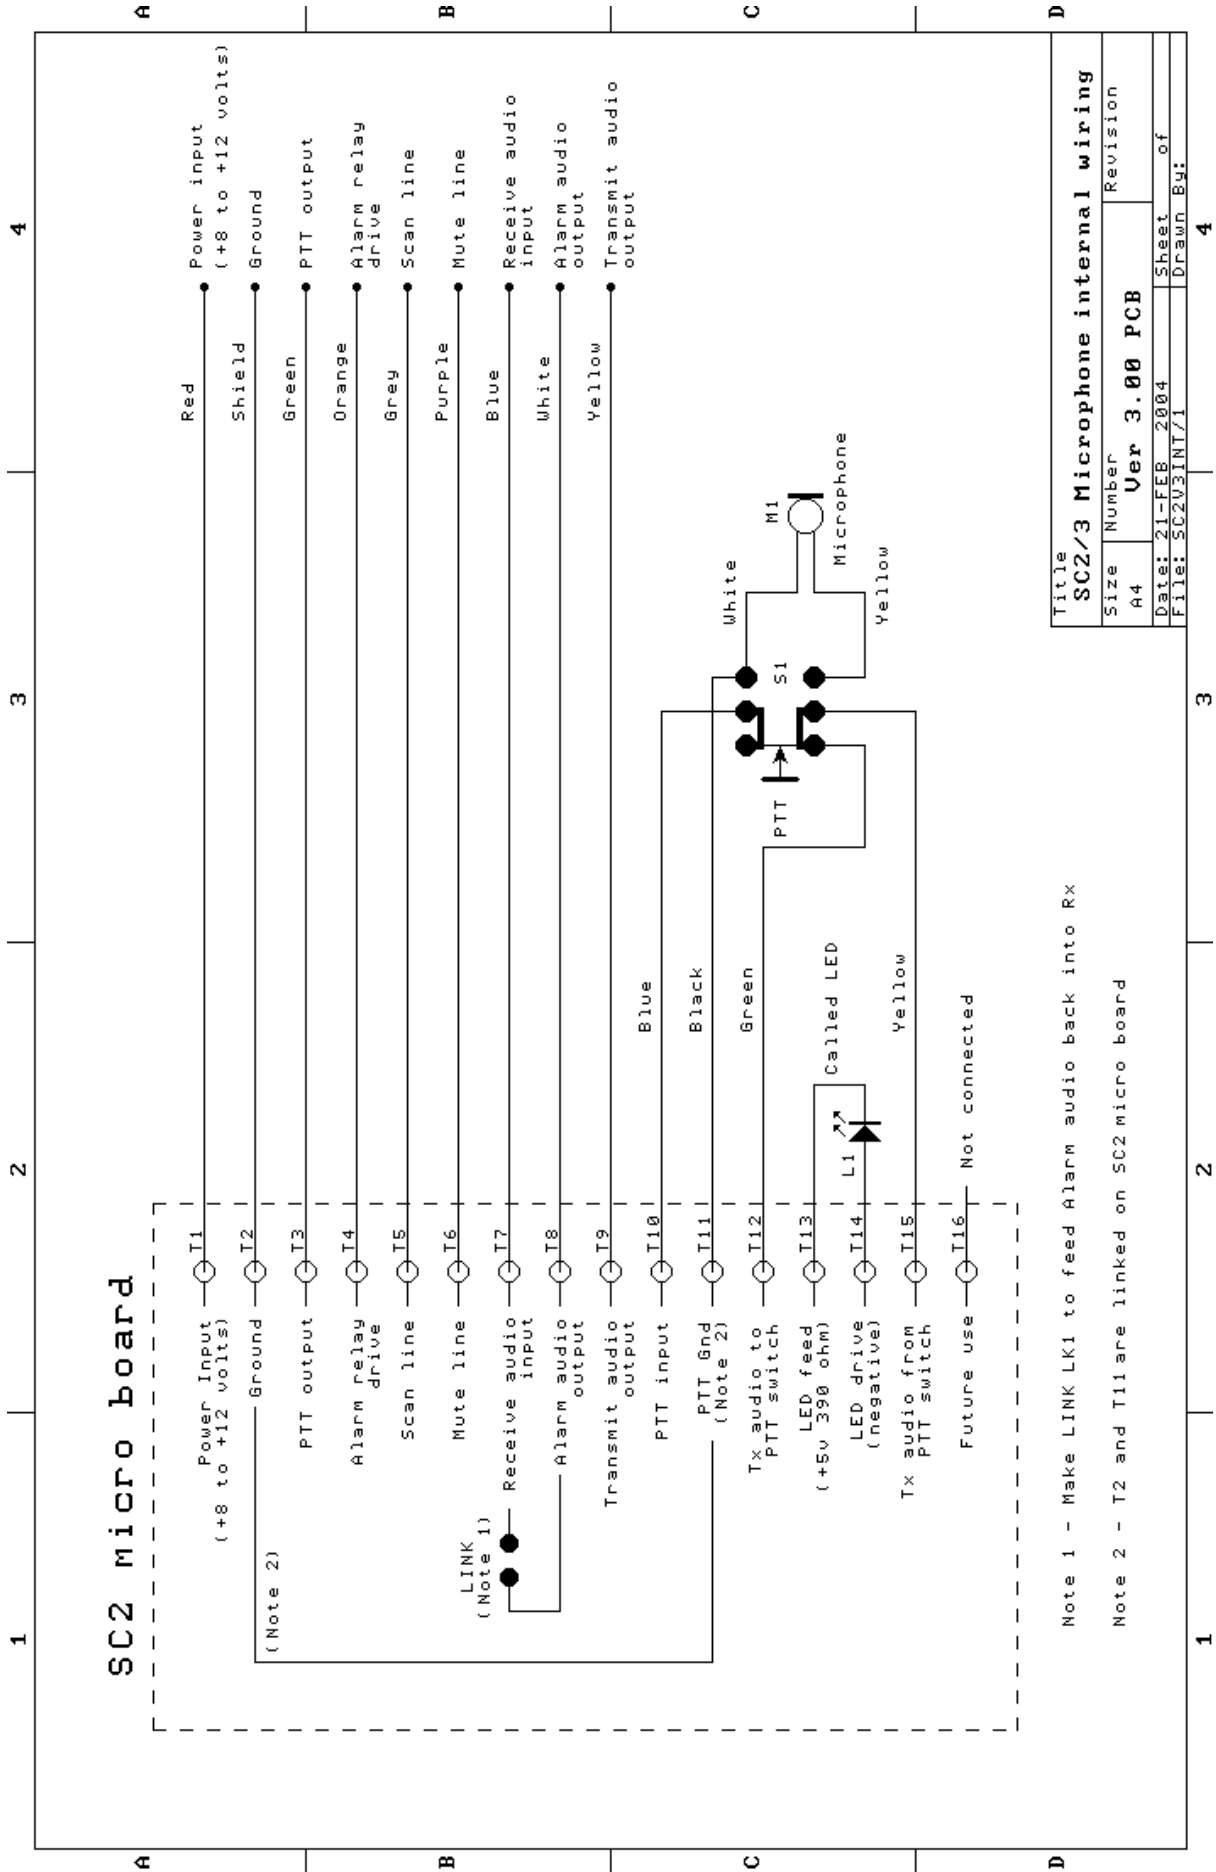 1
2
3
4
A
A
B
B
C
C
D
D
SC2 micro board
Power Input
(+8 to +12 volts)
T1
Red
Power input
(+8 to +12 volts)
Ground
T2
Shield
Ground
(Note 2)
PTT output
T3
Green
PTT output
Alarm relay
drive
T4
Orange
Alarm relay
drive
Scan line
T5
Grey
Scan line
Mute line
T6
Purple
Mute line
LINK
(Note 1)
Receive audio
input
T7
Blue
Receive audio
input
Alarm audio
output
T8
White
Alarm audio
output
Transmit audio
output
T9
Yellow
Transmit audio
output
PTT input
T10
Blue
PTT Gnd
(Note 2)
T11
Black
Tx audio to
PTT switch
T12
Green
LED feed
(+5v 390 ohm)
T13
Called LED
LED drive
(negative)
T14
L1
Tx audio from
PTT switch
T15
Yellow
Future use
T16
Not connected
PTT
S1
White
Yellow
M1
Microphone
Note 1 - Make LINK LK1 to feed Alarm audio back into Rx
Note 2 - T2 and T11 are linked on SC2 micro board
Title
SC2/3 Microphone internal wiring
Size
A4
Number
Ver 3.00 PCB
Revision
Date: 21-FEB 2004
Sheet of
File: SC2V3INT/1
Drawn By:
1
2
3
4